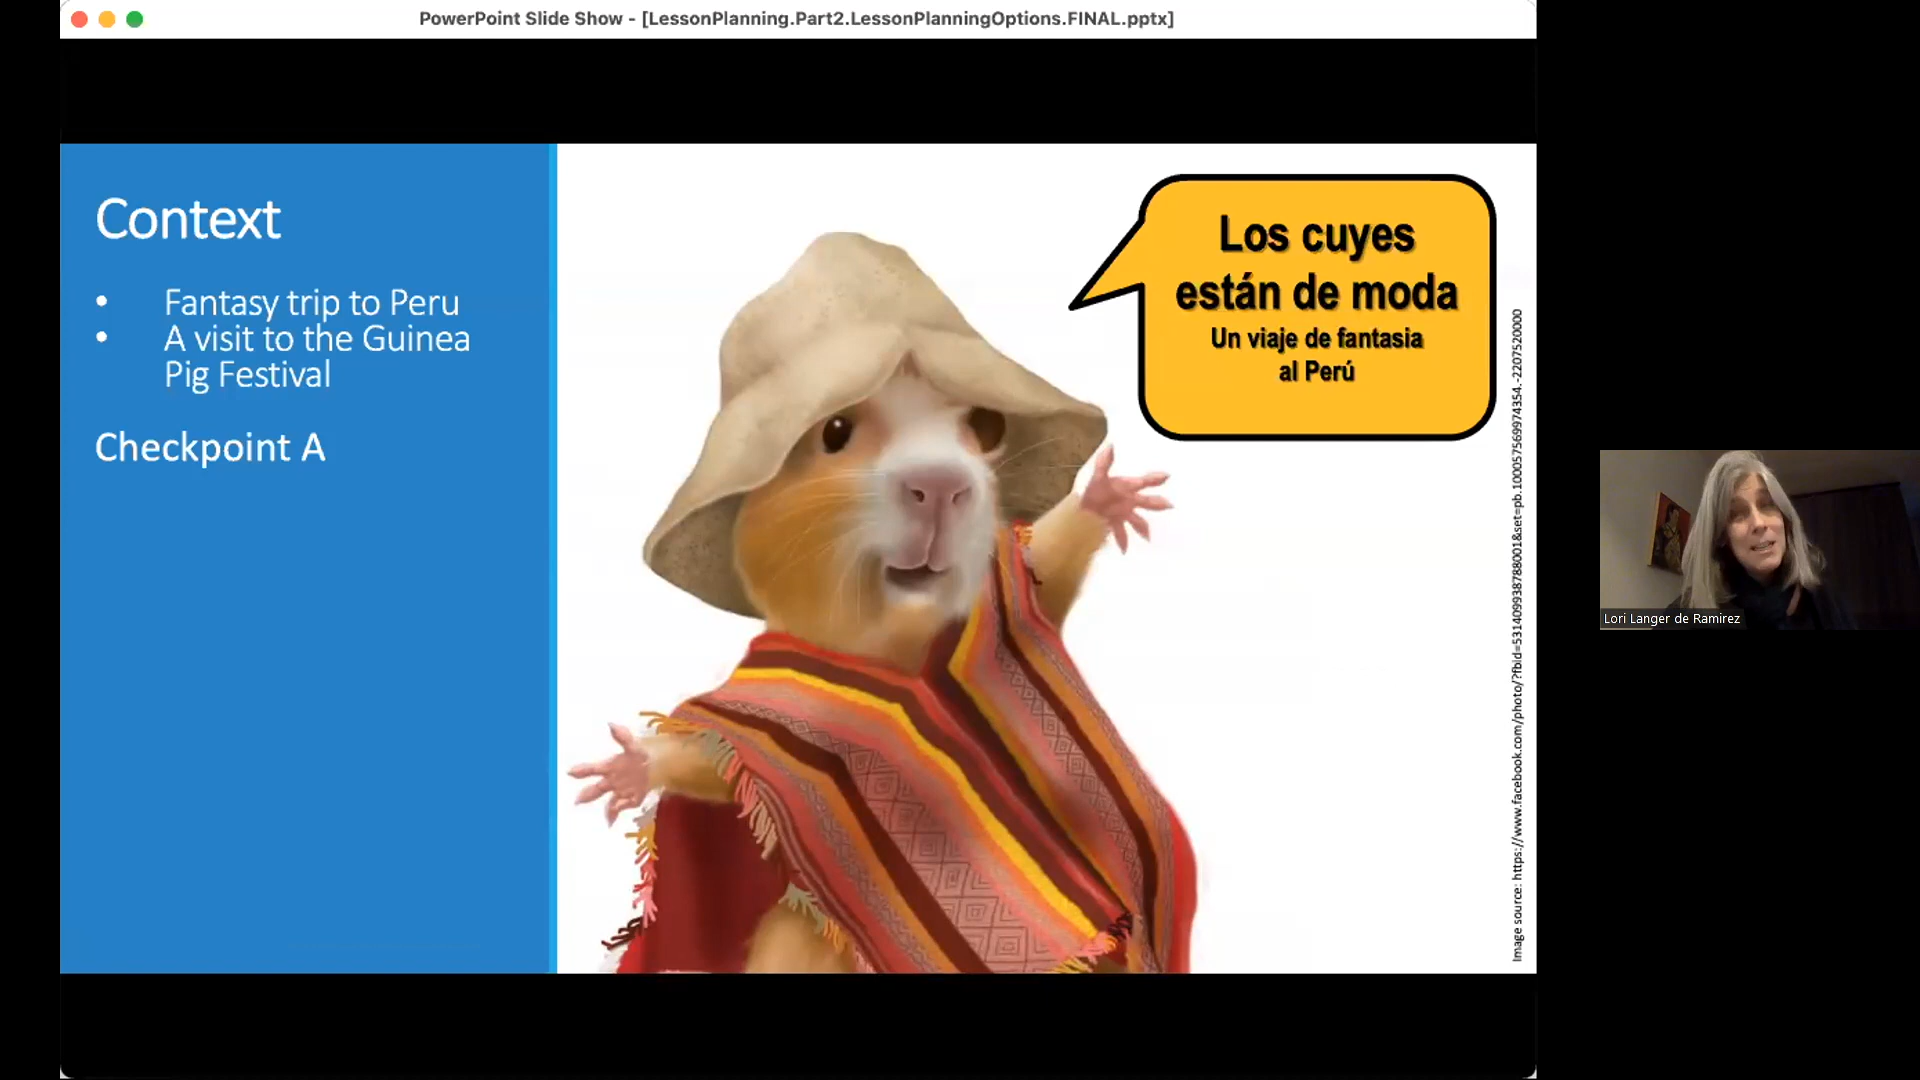 PowerPoint Slide Show - [LessonPlanning.Part2.LessonPlanningOptions.FINAL.pptx]
Context
• Fantasy trip to Peru
• A visit to the Guinea
Pig Festival
Checkpoint A
Los cuyes
están de moda
Un viaje de fantasia
al Perú
Image source: https://www.facebook.com/photo/?fbid=531409938788001&set=pb.100057569974354.-2207520000
Lori Langer de Ramirez